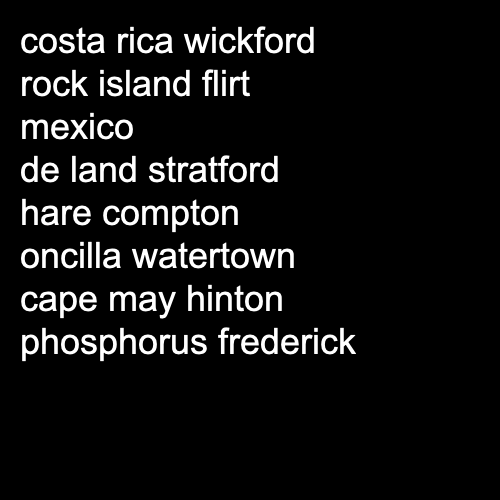 costa rica wickford
rock island flirt
mexico
de land stratford
hare compton
oncilla watertown
cape may hinton
phosphorus frederick